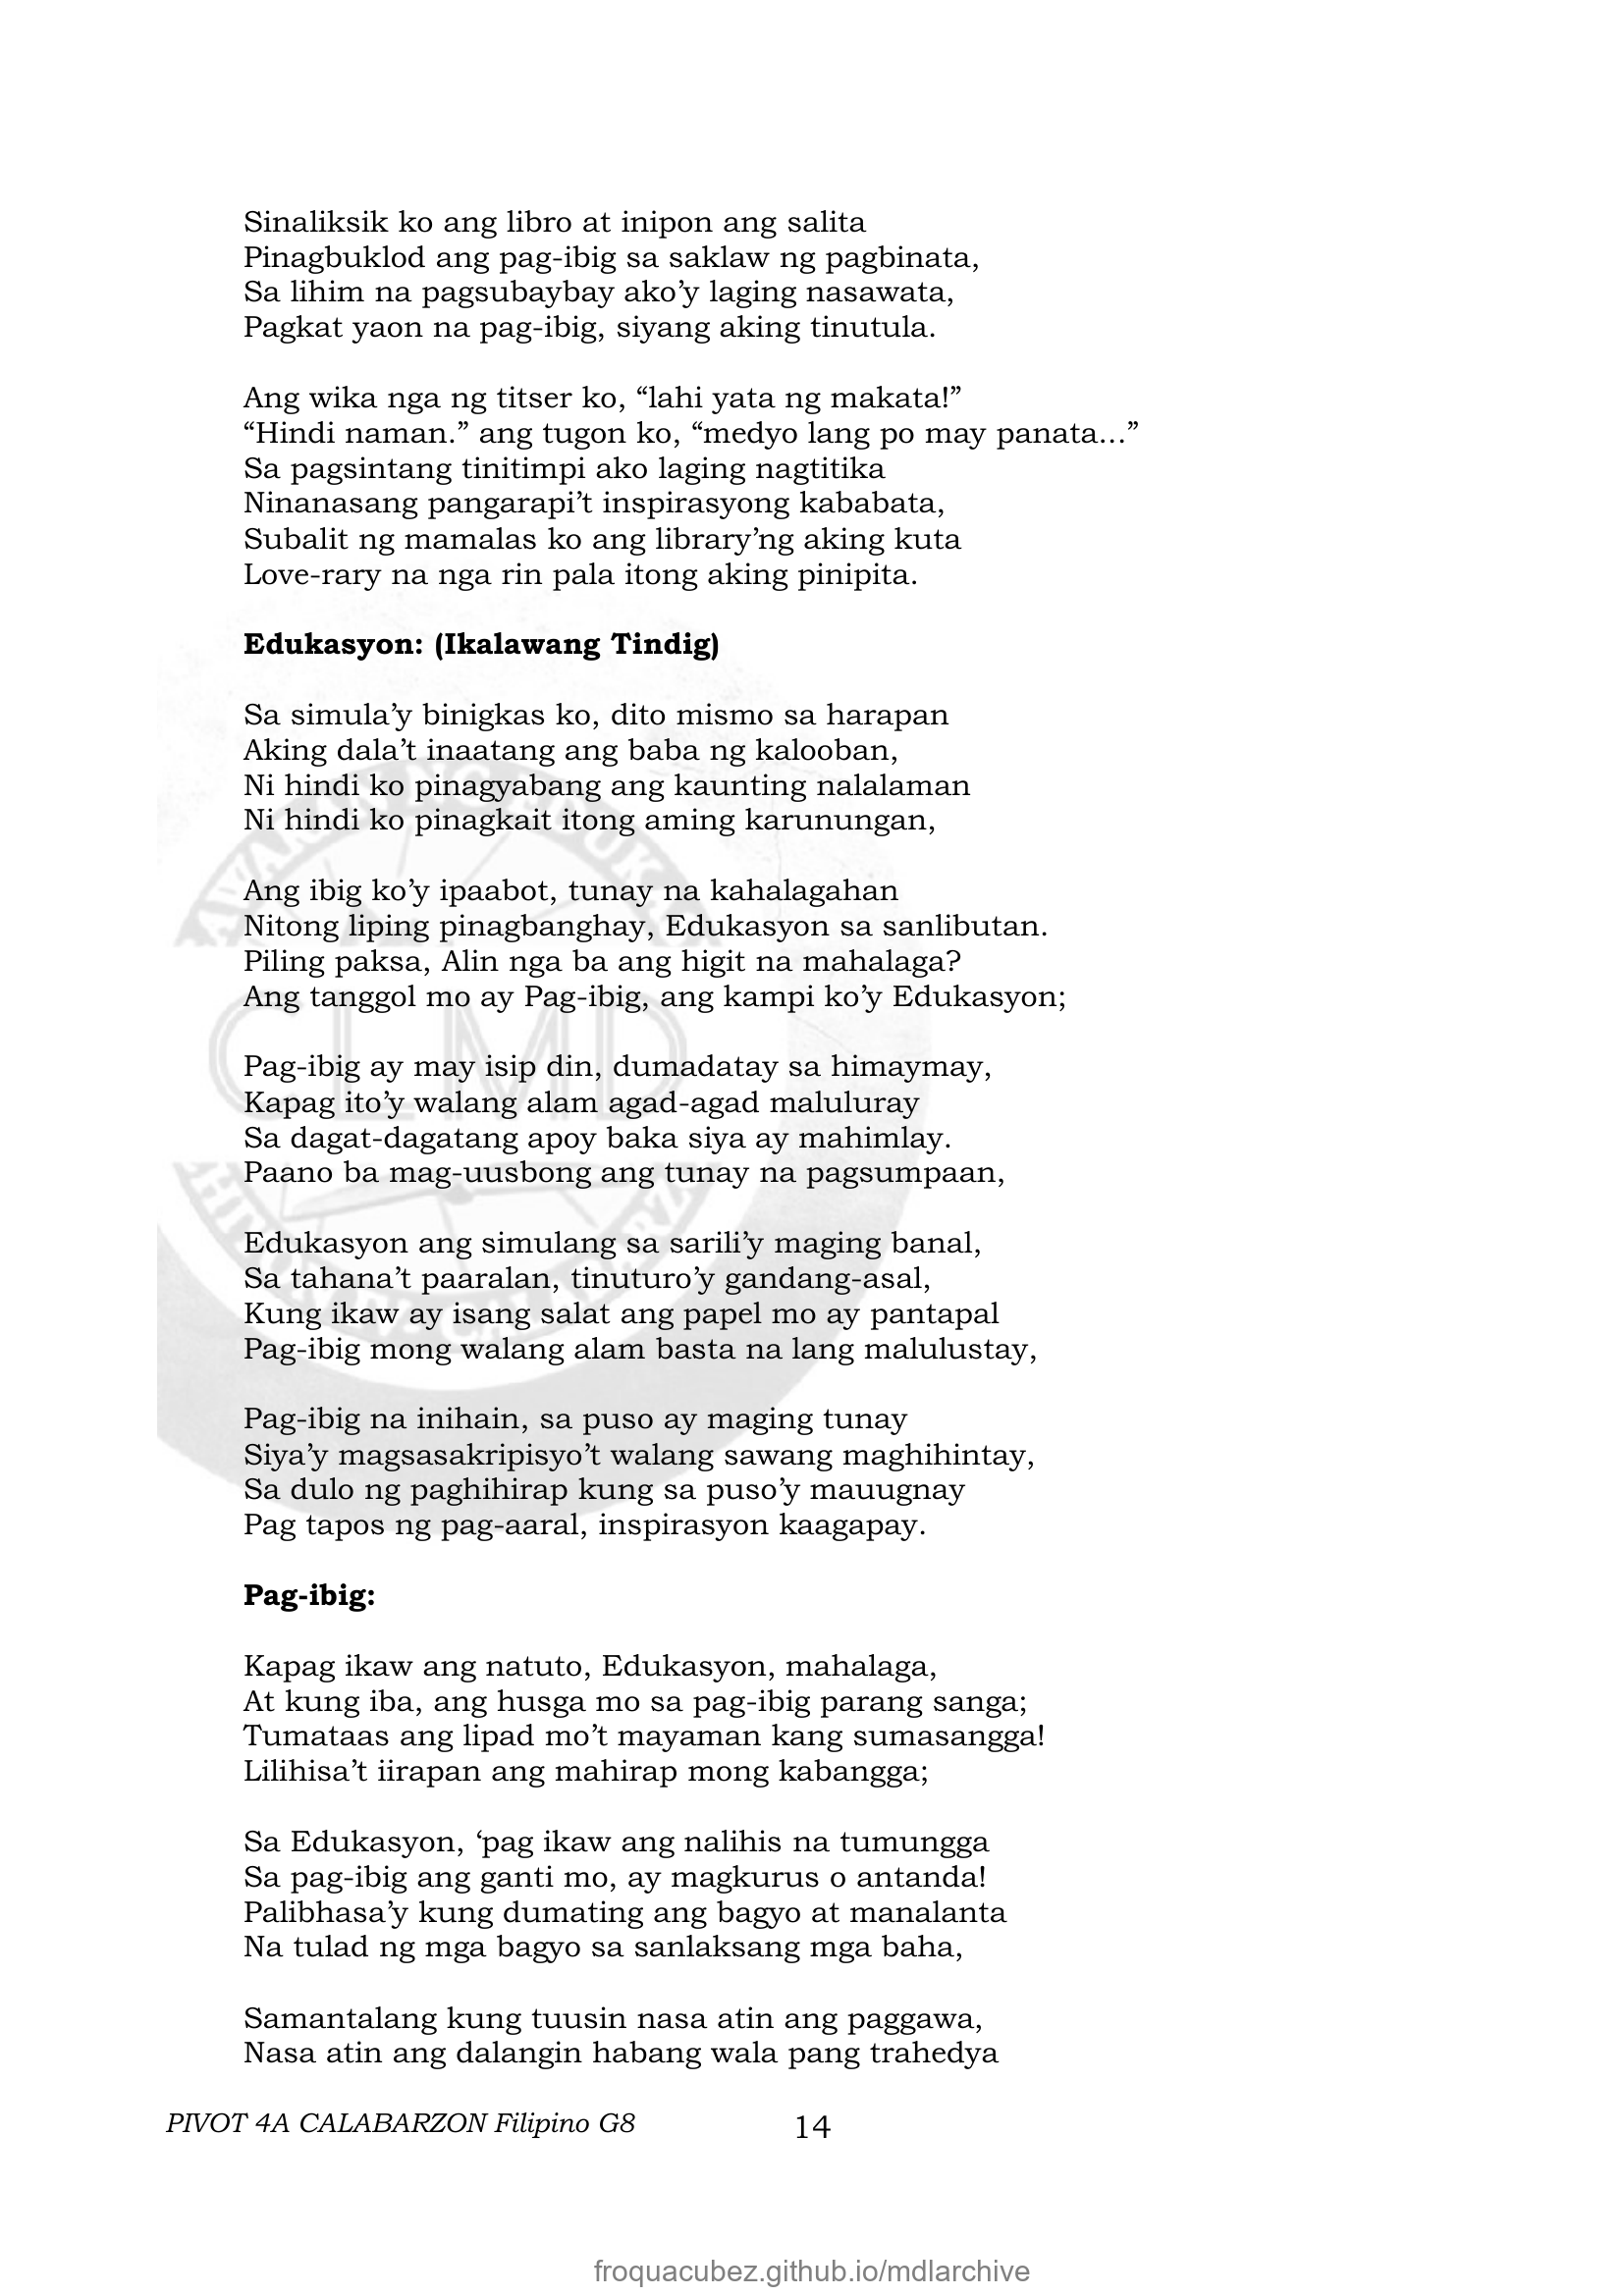 Sinaliksik ko ang libro at inipon ang salita
Pinagbuklod ang pag-ibig sa saklaw ng pagbinata,
Sa lihim na pagsubaybay ako’y laging nasawata,
Pagkat yaon na pag-ibig, siyang aking tinutula.
Ang wika nga ng titser ko, “lahi yata ng makata!”
“Hindi naman.” ang tugon ko, “medyo lang po may panata…”
Sa pagsintang tinitimpi ako laging nagtitika
Ninanasang pangarapi’t inspirasyong kababata,
Subalit ng mamalas ko ang library’ng aking kuta
Love-rary na nga rin pala itong aking pinipita.
Edukasyon: (Ikalawang Tindig)
Sa simula’y binigkas ko, dito mismo sa harapan
Aking dala’t inaatang ang baba ng kalooban,
Ni hindi ko pinagyabang ang kaunting nalalaman
Ni hindi ko pinagkait itong aming karunungan,
Ang ibig ko’y ipaabot, tunay na kahalagahan
Nitong liping pinagbanghay, Edukasyon sa sanlibutan.
Piling paksa, Alin nga ba ang higit na mahalaga?
Ang tanggol mo ay Pag-ibig, ang kampi ko’y Edukasyon;
CLMD
Pag-ibig ay may isip din, dumadatay sa himaymay,
Kapag ito’y walang alam agad-agad maluluray
Sa dagat-dagatang apoy baka siya ay mahimlay.
Paano ba mag-uusbong ang tunay na pagsumpaan,
Edukasyon ang simulang sa sarili’y maging banal,
Sa tahana’t paaralan, tinuturo’y gandang-asal,
Kung ikaw ay isang salat ang papel mo ay pantapal
Pag-ibig mong walang alam basta na lang malulustay,
Pag-ibig na inihain, sa puso ay maging tunay
Siya’y magsasakripisyo’t walang sawang maghihintay,
Sa dulo ng paghihirap kung sa puso’y mauugnay
Pag tapos ng pag-aaral, inspirasyon kaagapay.
Pag-ibig:
Kapag ikaw ang natuto, Edukasyon, mahalaga,
At kung iba, ang husga mo sa pag-ibig parang sanga;
Tumataas ang lipad mo’t mayaman kang sumasangga!
Lilihisa’t iirapan ang mahirap mong kabangga;
Sa Edukasyon, ‘pag ikaw ang nalihis na tumungga
Sa pag-ibig ang ganti mo, ay magkurus o antanda!
Palibhasa’y kung dumating ang bagyo at manalanta
Na tulad ng mga bagyo sa sanlaksang mga baha,
Samantalang kung tuusin nasa atin ang paggawa,
Nasa atin ang dalangin habang wala pang trahedya
PIVOT 4A CALABARZON Filipino G8
14
froquacubez.github.io/mdlarchive